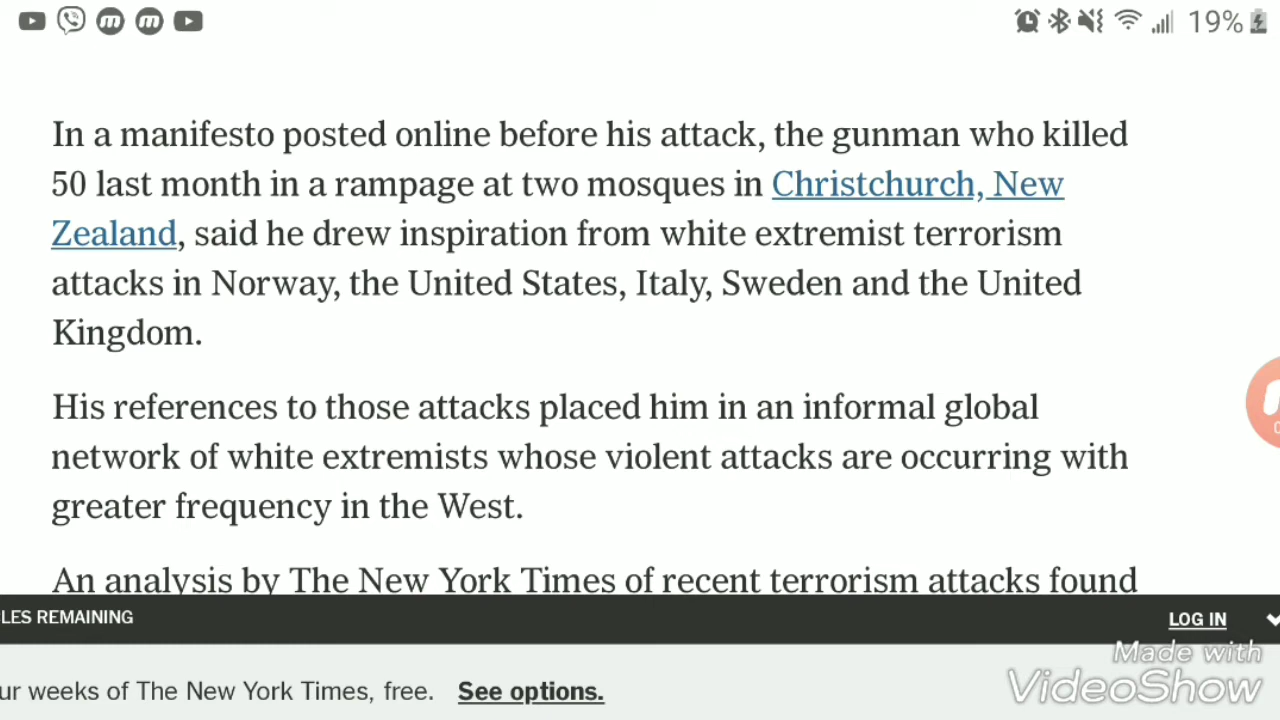 19%
In a manifesto posted online before his attack, the gunman who killed
50 last month in a rampage at two mosques in Christchurch, New
Zealand, said he drew inspiration from white extremist terrorism
attacks in Norway, the United States, Italy, Sweden and the United
Kingdom.
His references to those attacks placed him in an informal global
network of white extremists whose violent attacks are occurring with
greater frequency in the West.
An analysis by The New York Times of recent terrorism attacks found
LES REMAINING
LOG IN
ur weeks of The New York Times, free. See options.
Made with
VideoShow